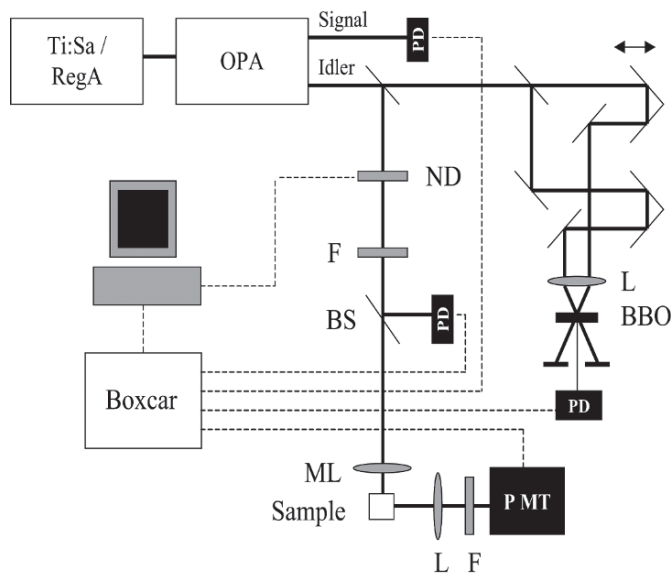 Signal
Ti:Sa /
RegA
OPA
PD
Idler
ND
F
L
BS
PD
BBO
Boxcar
PD
ML
Sample
P MT
L
F